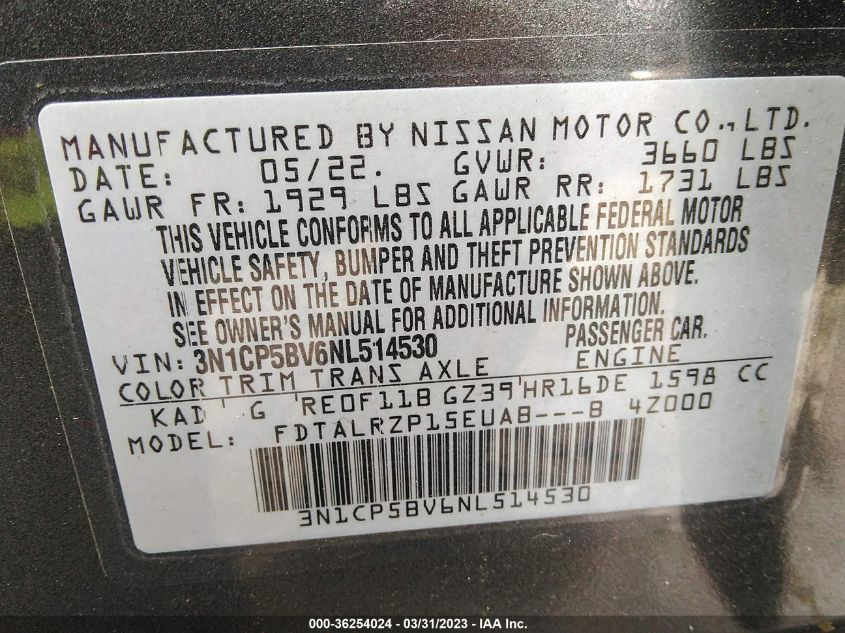 MANUFACTURED BY NISSAN MOTOR CO.,LTD.
DATE: 05/22. GVWR: 3660 LBS
GAWR FR: 1929 LBS GAWR RR: 1731 LBS
THIS VEHICLE CONFORMS TO ALL APPLICABLE FEDERAL MOTOR
VEHICLE SAFETY, BUMPER AND THEFT PREVENTION STANDARDS
IN EFFECT ON THE DATE OF MANUFACTURE SHOWN ABOVE.
SEE OWNER'S MANUAL FOR ADDITIONAL INFORMATION.
VIN: 3N1CP5BV6NL514530 PASSENGER CAR.
COLOR TRIM TRANS AXLE ENGINE
KAD G RE0F11B GZ39 HR16DE 1598 CC
MODEL: FDTALRZP15EUAB---B 4Z000
3N1CP5BV6NL514530
000-36254024 / 03/31/2023 - © IAA, Inc.